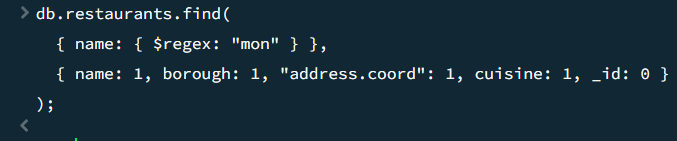 > db.restaurants.find(
{ name: { $regex: "mon" } },
{ name: 1, borough: 1, "address.coord": 1, cuisine: 1, _id: 0 }
);
<